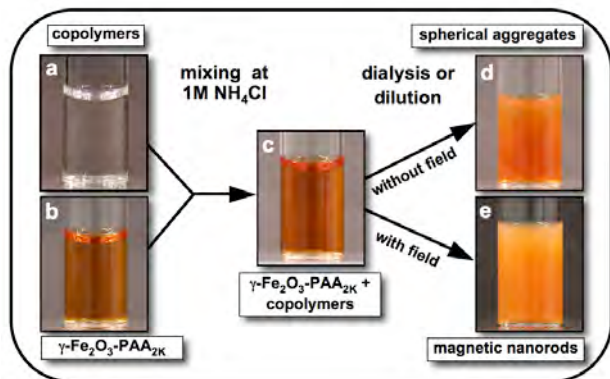 copolymers
a
b
γ-Fe₂O₃-PAA₂K
mixing at
1M NH₄Cl
c
γ-Fe₂O₃-PAA₂K +
copolymers
dialysis or
dilution
without field
with field
spherical aggregates
d
e
magnetic nanorods